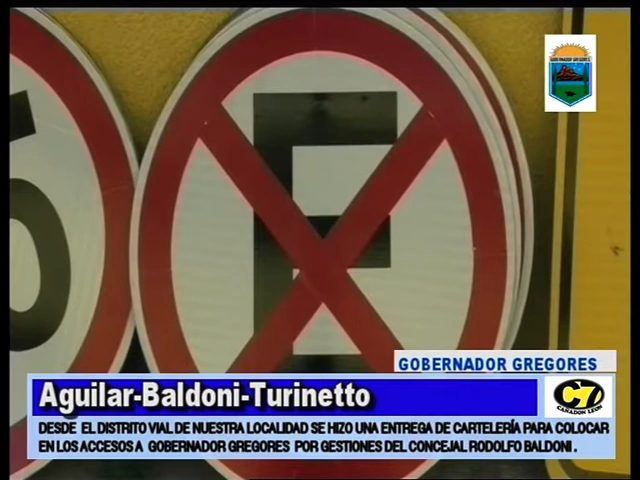 E
GOBERNADOR GREGORES
Aguilar-Baldoni-Turinetto
C7
CANADON LEON
DESDE EL DISTRITO VIAL DE NUESTRA LOCALIDAD SE HIZO UNA ENTREGA DE CARTELERÍA PARA COLOCAR
EN LOS ACCESOS A GOBERNADOR GREGORES POR GESTIONES DEL CONCEJAL RODOLFO BALDONI .